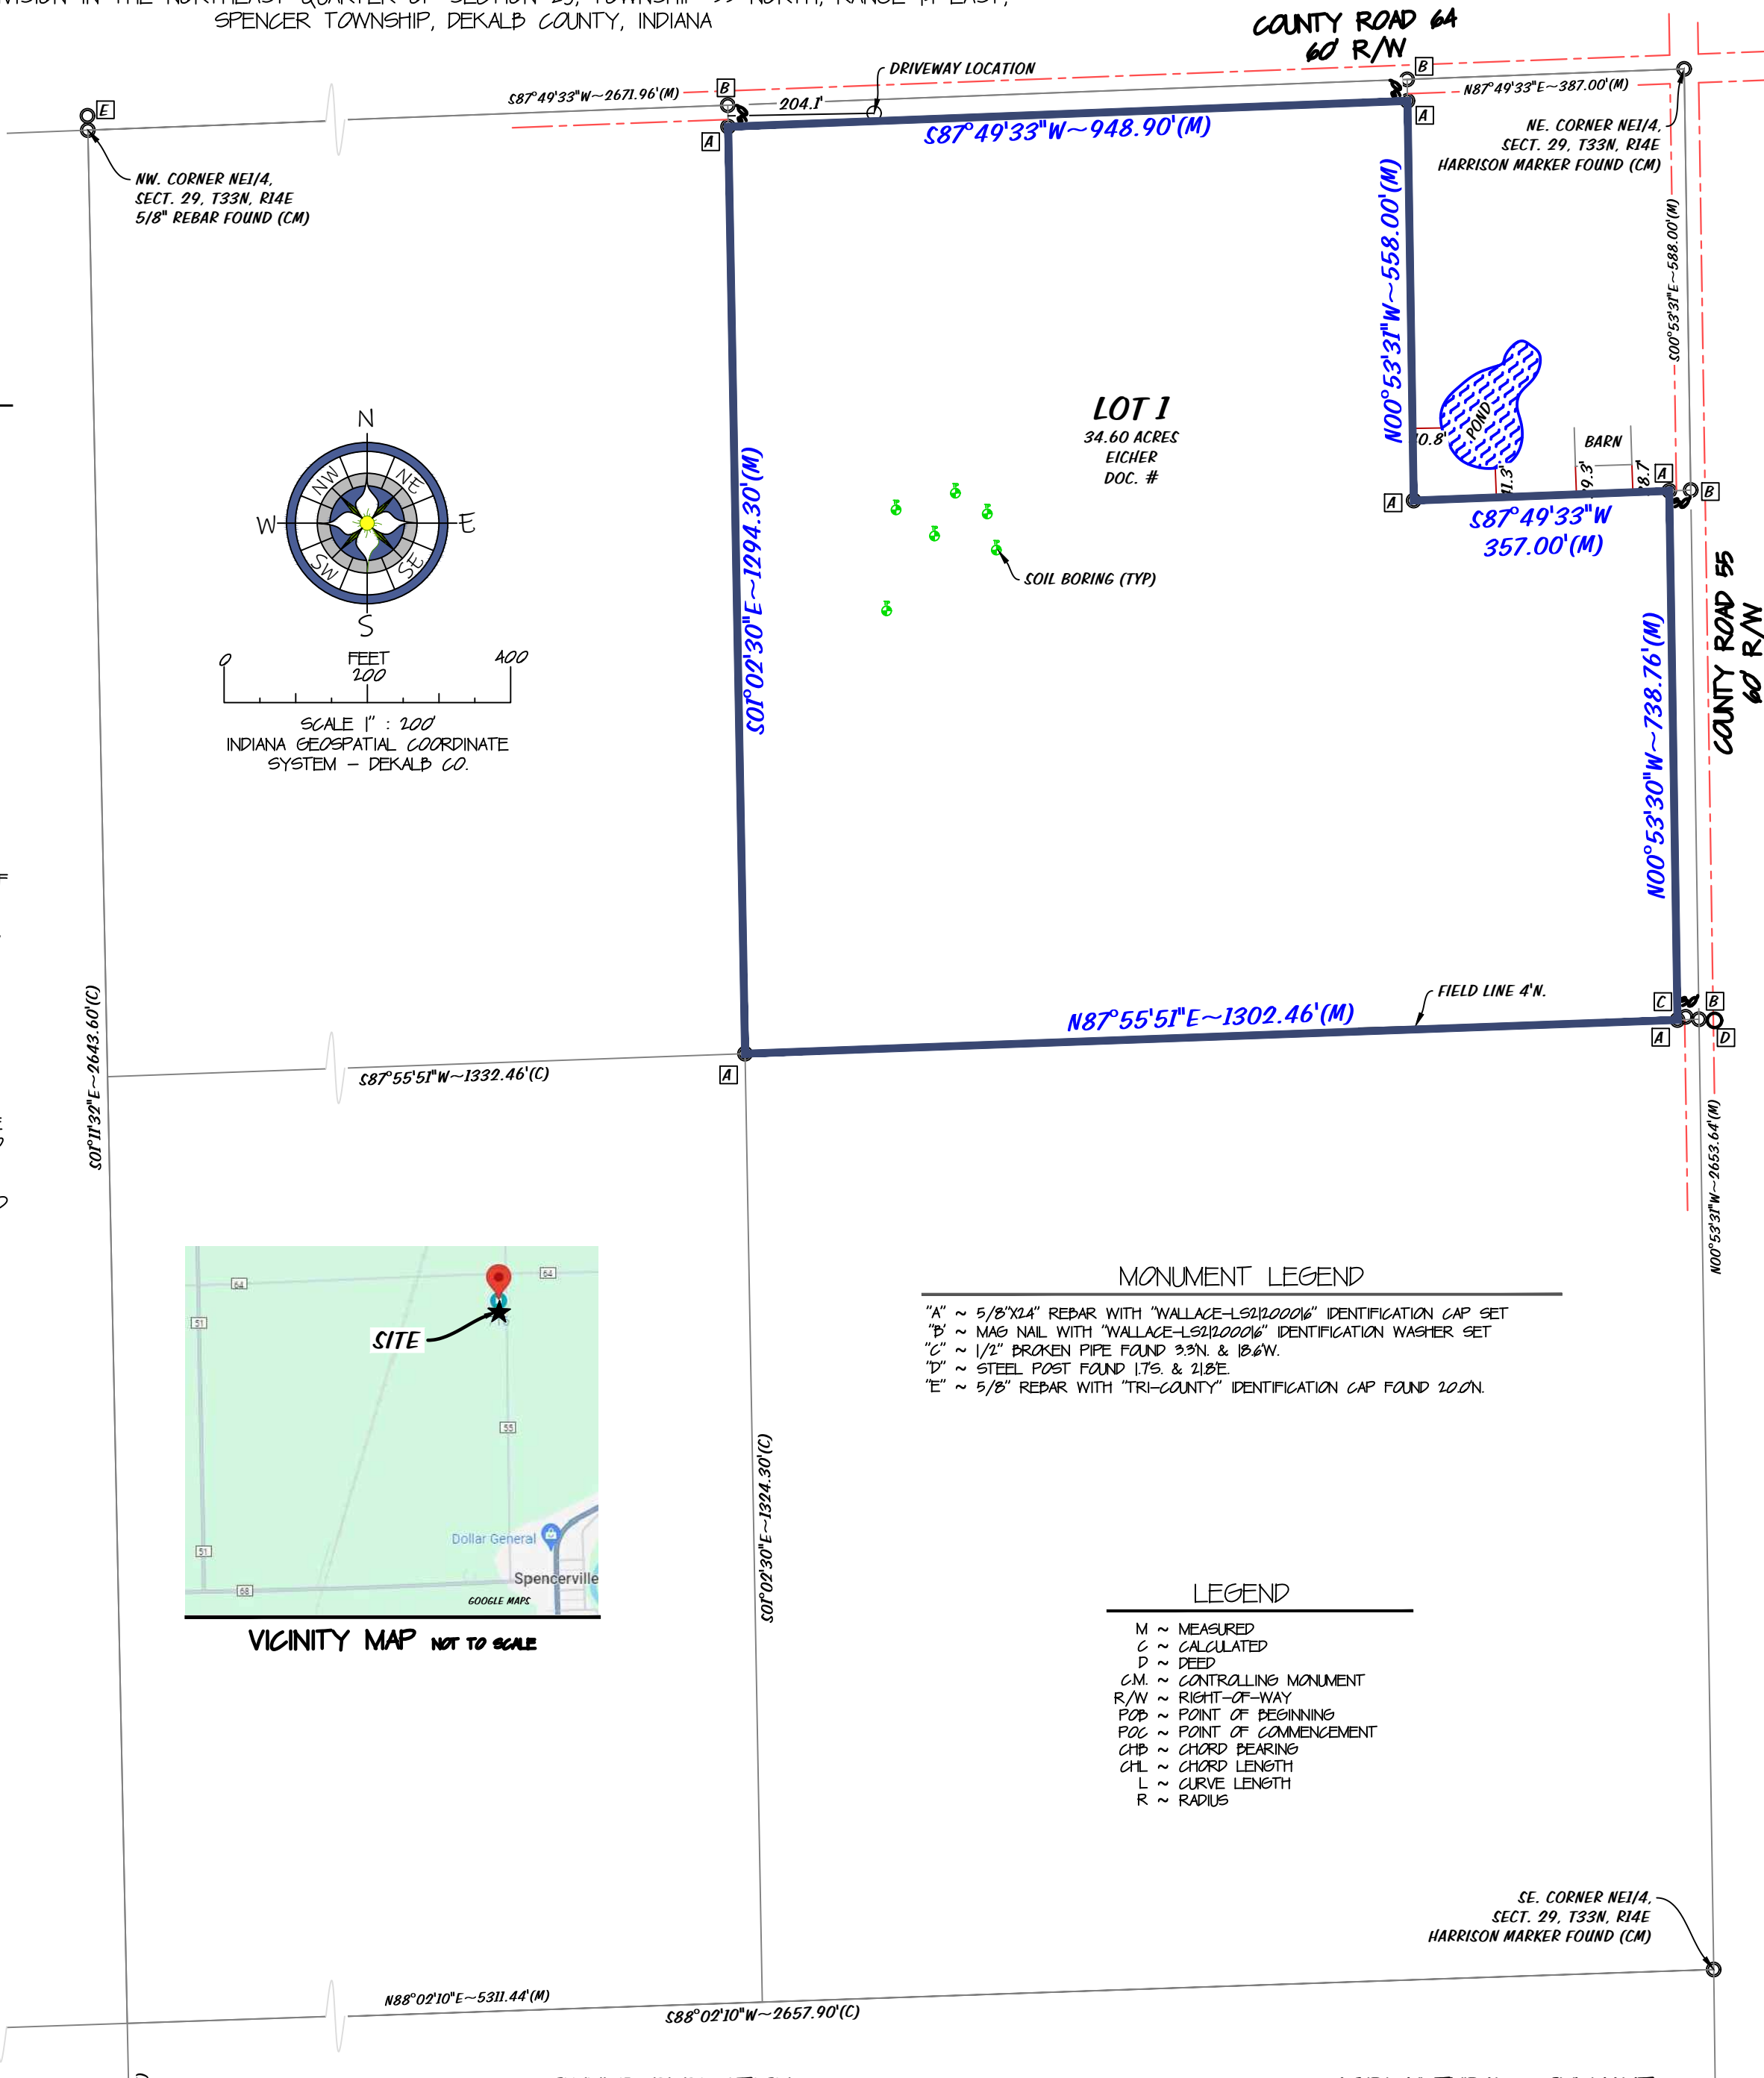 SPENCER TOWNSHIP, DEKALB COUNTY, INDIANA
COUNTY ROAD 64
60' R/W
DRIVEWAY LOCATION
S87°49'33"W~2671.96'(M)
204.1'
N87°49'33"E~387.00'(M)
S87°49'33"W~948.90'(M)
E
B
B
A
A
NE. CORNER NE1/4,
SECT. 29, T33N, R14E
HARRISON MARKER FOUND (CM)
NW. CORNER NE1/4,
SECT. 29, T33N, R14E
5/8" REBAR FOUND (CM)
N00°53'31"W~558.00'(M)
S00°53'31"E~588.00'(M)
LOT 1
34.60 ACRES
EICHER
DOC. #
POND
BARN
A
A
B
S87°49'33"W
357.00'(M)
N
NW
NE
W
E
SW
SE
S
0
FEET
400
200
SCALE 1" : 200'
INDIANA GEOSPATIAL COORDINATE
SYSTEM - DEKALB CO.
S01°02'30"E~1294.30'(M)
SOIL BORING (TYP)
COUNTY ROAD 55
60' R/W
N00°53'30"W~738.76'(M)
FIELD LINE 4'N.
N87°55'51"E~1302.46'(M)
C
30'
B
A
D
A
S87°55'51"W~1332.46'(C)
S01°11'32"E~2643.60'(C)
N00°53'31"W~2653.64'(M)
MONUMENT LEGEND
"A" ~ 5/8"X24" REBAR WITH "WALLACE-LS21200016" IDENTIFICATION CAP SET
"B" ~ MAG NAIL WITH "WALLACE-LS21200016" IDENTIFICATION WASHER SET
"C" ~ 1/2" BROKEN PIPE FOUND 3.3'N. & 18.6'W.
"D" ~ STEEL POST FOUND 1.7'S. & 21.8'E.
"E" ~ 5/8" REBAR WITH "TRI-COUNTY" IDENTIFICATION CAP FOUND 20.0'N.
64
64
51
SITE
55
Dollar General
51
Spencerville
68
GOOGLE MAPS
VICINITY MAP NOT TO SCALE
S01°02'30"E~1324.30'(C)
LEGEND
M ~ MEASURED
C ~ CALCULATED
D ~ DEED
C.M. ~ CONTROLLING MONUMENT
R/W ~ RIGHT-OF-WAY
POB ~ POINT OF BEGINNING
POC ~ POINT OF COMMENCEMENT
CHB ~ CHORD BEARING
CHL ~ CHORD LENGTH
L ~ CURVE LENGTH
R ~ RADIUS
SE. CORNER NE1/4,
SECT. 29, T33N, R14E
HARRISON MARKER FOUND (CM)
N88°02'10"E~5311.44'(M)
S88°02'10"W~2657.90'(C)